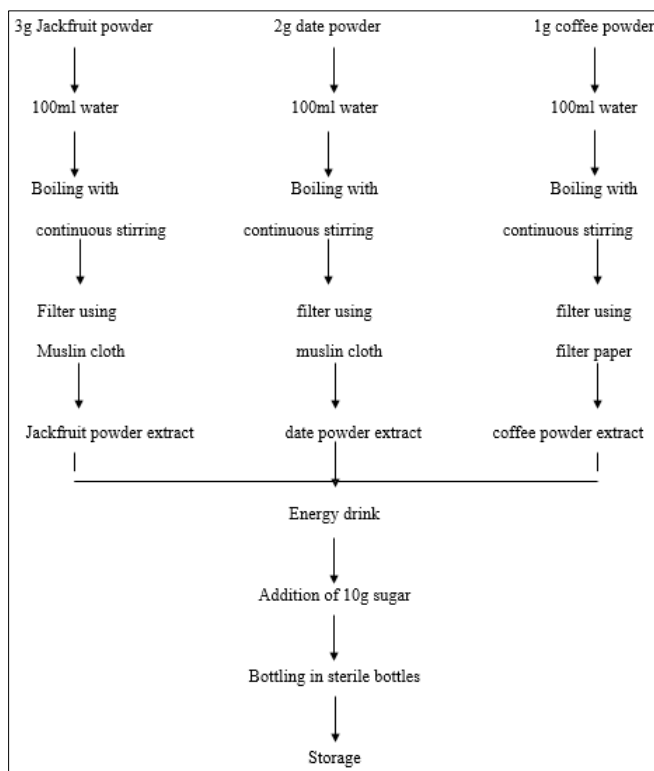 3g Jackfruit powder
2g date powder
1g coffee powder
100ml water
100ml water
100ml water
Boiling with
Boiling with
Boiling with
continuous stirring
continuous stirring
continuous stirring
Filter using
filter using
filter using
Muslin cloth
muslin cloth
filter paper
Jackfruit powder extract
date powder extract
coffee powder extract
Energy drink
Addition of 10g sugar
Bottling in sterile bottles
Storage